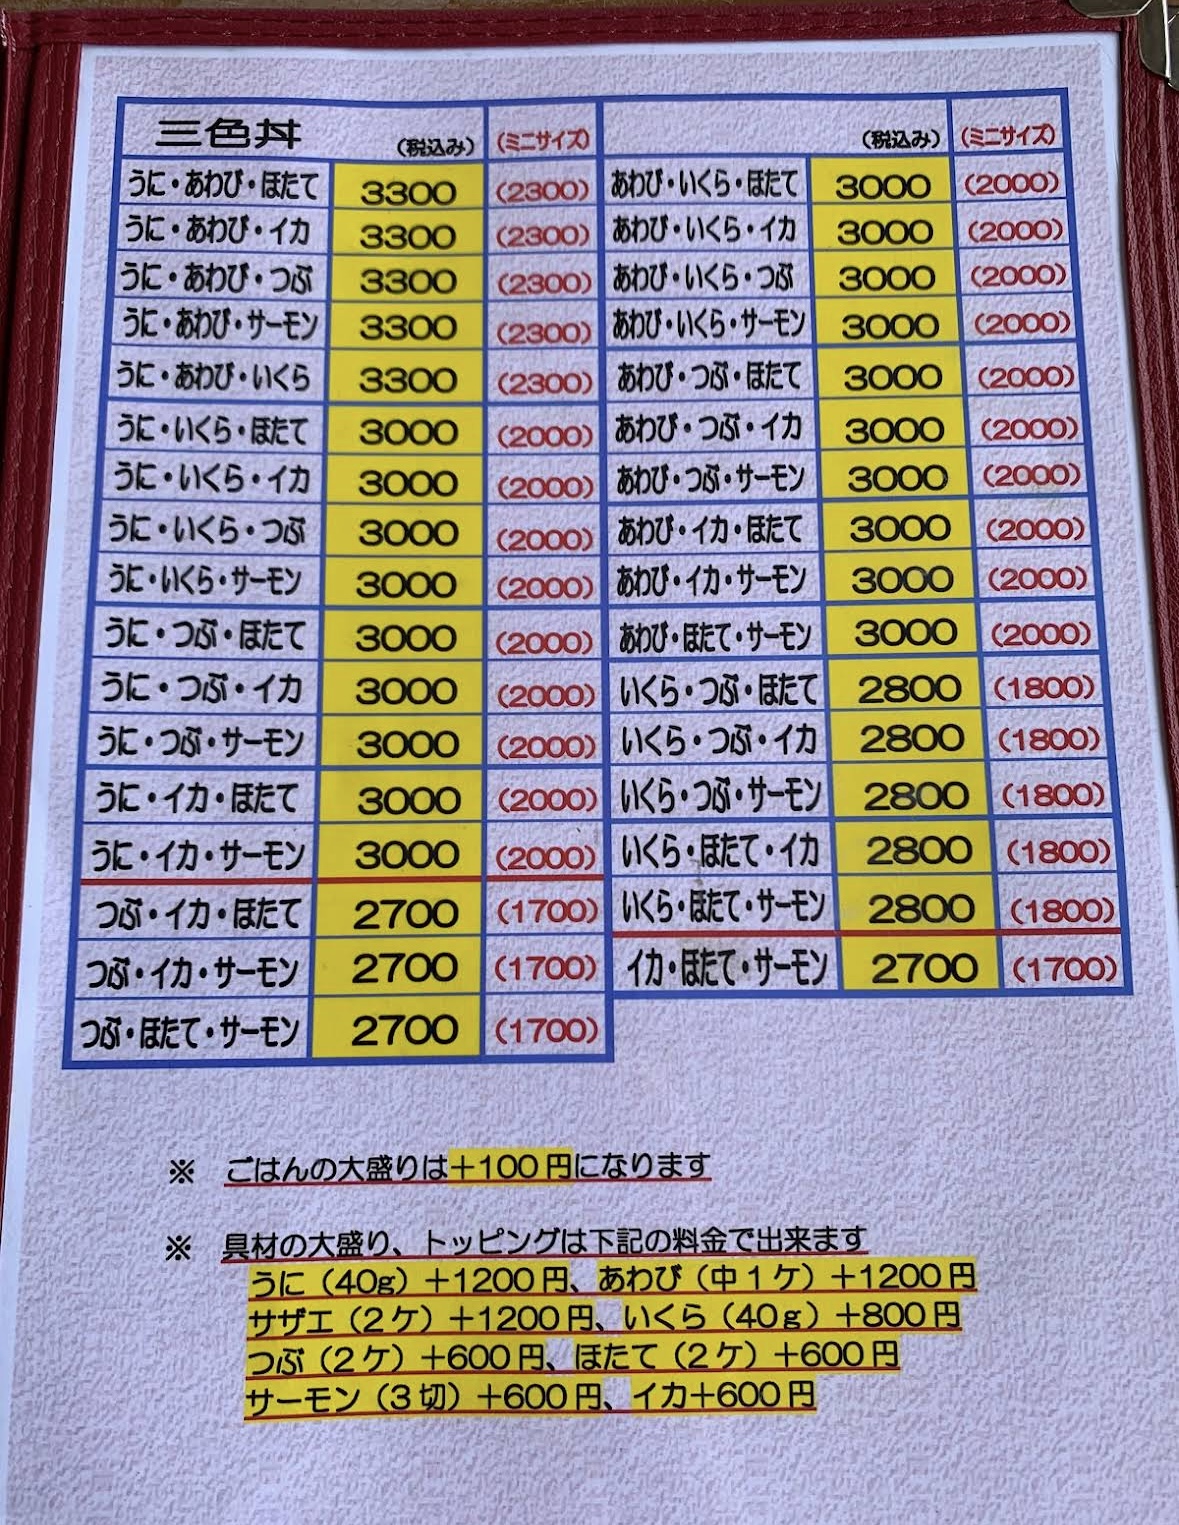 三色丼 （税込み） （ミニサイズ） （税込み） （ミニサイズ）
うに・あわび・ほたて 3300 （2300） あわび・いくら・ほたて 3000 （2000）
うに・あわび・イカ 3300 （2300） あわび・いくら・イカ 3000 （2000）
うに・あわび・つぶ 3300 （2300） あわび・いくら・つぶ 3000 （2000）
うに・あわび・サーモン 3300 （2300） あわび・いくら・サーモン 3000 （2000）
うに・あわび・いくら 3300 （2300） あわび・つぶ・ほたて 3000 （2000）
うに・いくら・ほたて 3000 （2000） あわび・つぶ・イカ 3000 （2000）
うに・いくら・イカ 3000 （2000） あわび・つぶ・サーモン 3000 （2000）
うに・いくら・つぶ 3000 （2000） あわび・イカ・ほたて 3000 （2000）
うに・いくら・サーモン 3000 （2000） あわび・イカ・サーモン 3000 （2000）
うに・つぶ・ほたて 3000 （2000） あわび・ほたて・サーモン 3000 （2000）
うに・つぶ・イカ 3000 （2000） いくら・つぶ・ほたて 2800 （1800）
うに・つぶ・サーモン 3000 （2000） いくら・つぶ・イカ 2800 （1800）
うに・イカ・ほたて 3000 （2000） いくら・つぶ・サーモン 2800 （1800）
うに・イカ・サーモン 3000 （2000） いくら・ほたて・イカ 2800 （1800）
つぶ・イカ・ほたて 2700 （1700） いくら・ほたて・サーモン 2800 （1800）
つぶ・イカ・サーモン 2700 （1700） イカ・ほたて・サーモン 2700 （1700）
つぶ・ほたて・サーモン 2700 （1700）
※ ごはんの大盛りは＋100円になります
※ 具材の大盛り、トッピングは下記の料金で出来ます
うに（40g）＋1200円、あわび（中1ケ）＋1200円
サザエ（2ケ）＋1200円、いくら（40g）＋800円
つぶ（2ケ）＋600円、ほたて（2ケ）＋600円
サーモン（3切）＋600円、イカ＋600円